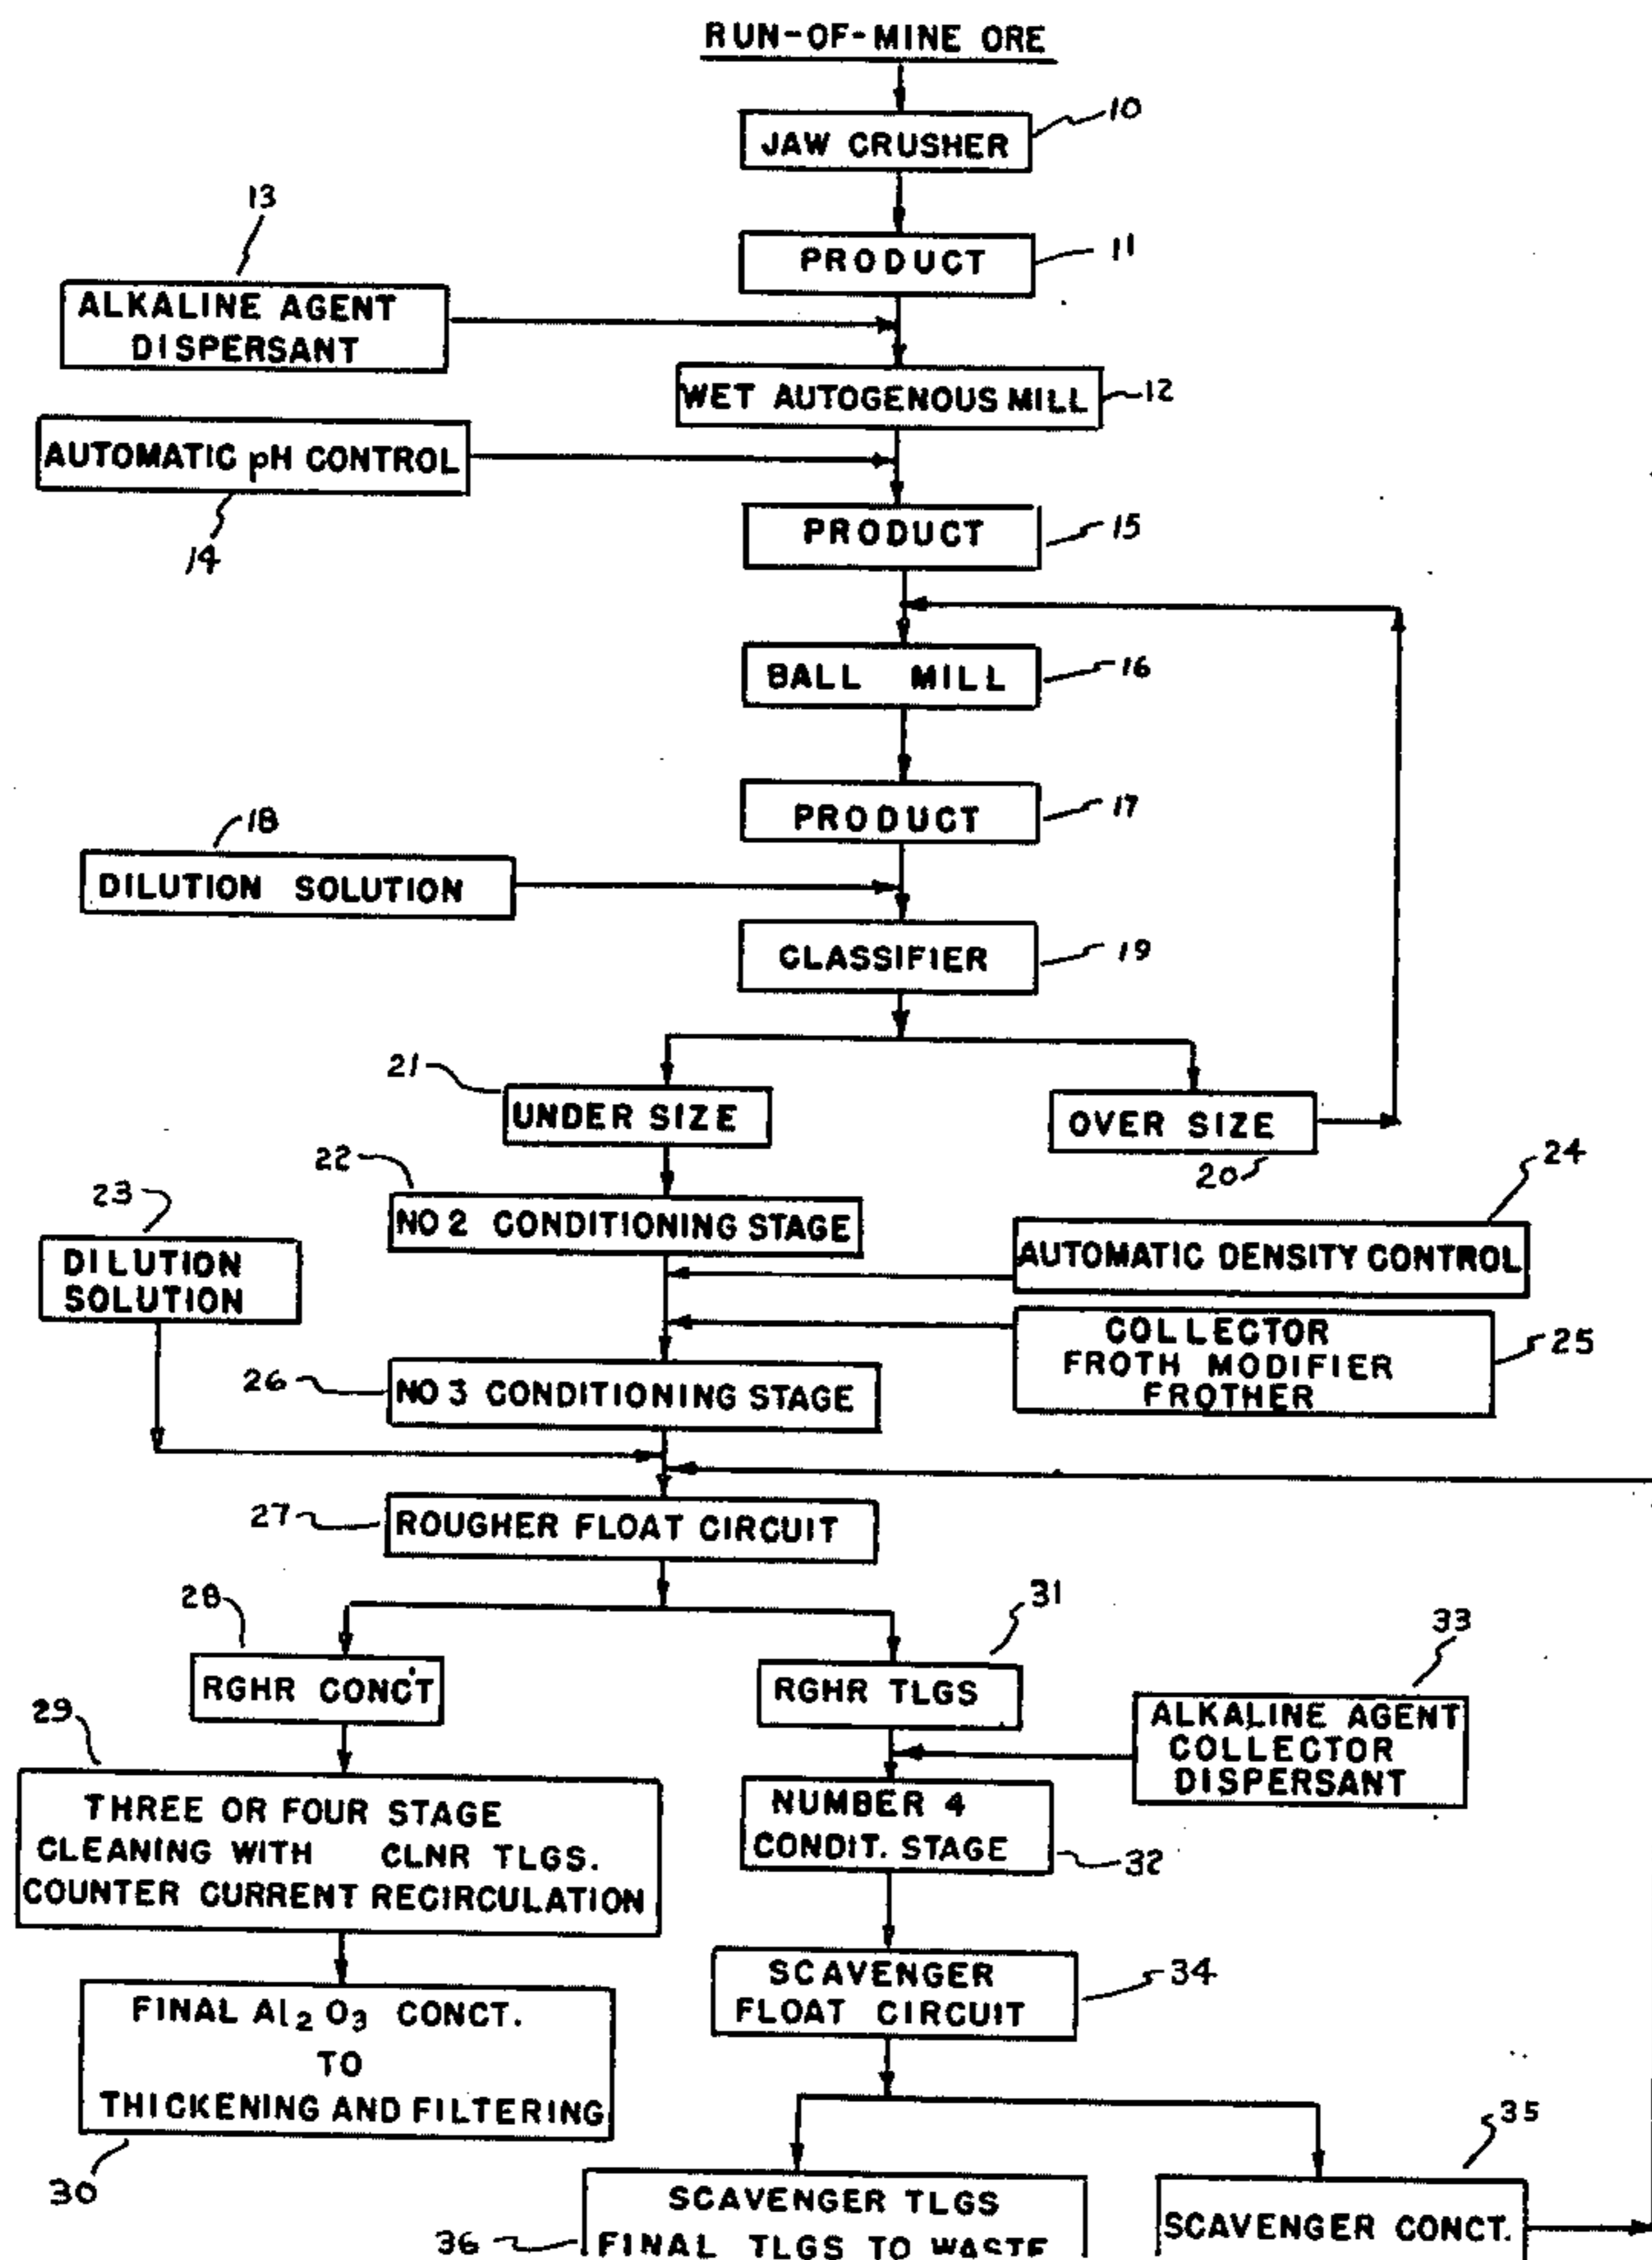 RUN-OF-MINE ORE
10
JAW CRUSHER
13
PRODUCT
11
ALKALINE AGENT
DISPERSANT
WET AUTOGENOUS MILL
12
AUTOMATIC pH CONTROL
14
PRODUCT
15
BALL MILL
16
PRODUCT
17
18
DILUTION SOLUTION
CLASSIFIER
19
21
UNDER SIZE
OVER SIZE
20
22
NO 2 CONDITIONING STAGE
23
DILUTION
SOLUTION
24
AUTOMATIC DENSITY CONTROL
COLLECTOR
FROTH MODIFIER
FROTHER
25
26
NO 3 CONDITIONING STAGE
27
ROUGHER FLOAT CIRCUIT
28
RGHR CONC'T
31
RGHR TLGS
33
ALKALINE AGENT
COLLECTOR
DISPERSANT
29
THREE OR FOUR STAGE
CLEANING WITH CLNR TLGS.
COUNTER CURRENT RECIRCULATION
NUMBER 4
CONDIT. STAGE
32
SCAVENGER
FLOAT CIRCUIT
34
FINAL Al2O3 CONCT.
TO
THICKENING AND FILTERING
30
35
SCAVENGER TLGS
FINAL TLGS TO WASTE
36
SCAVENGER CONCT.